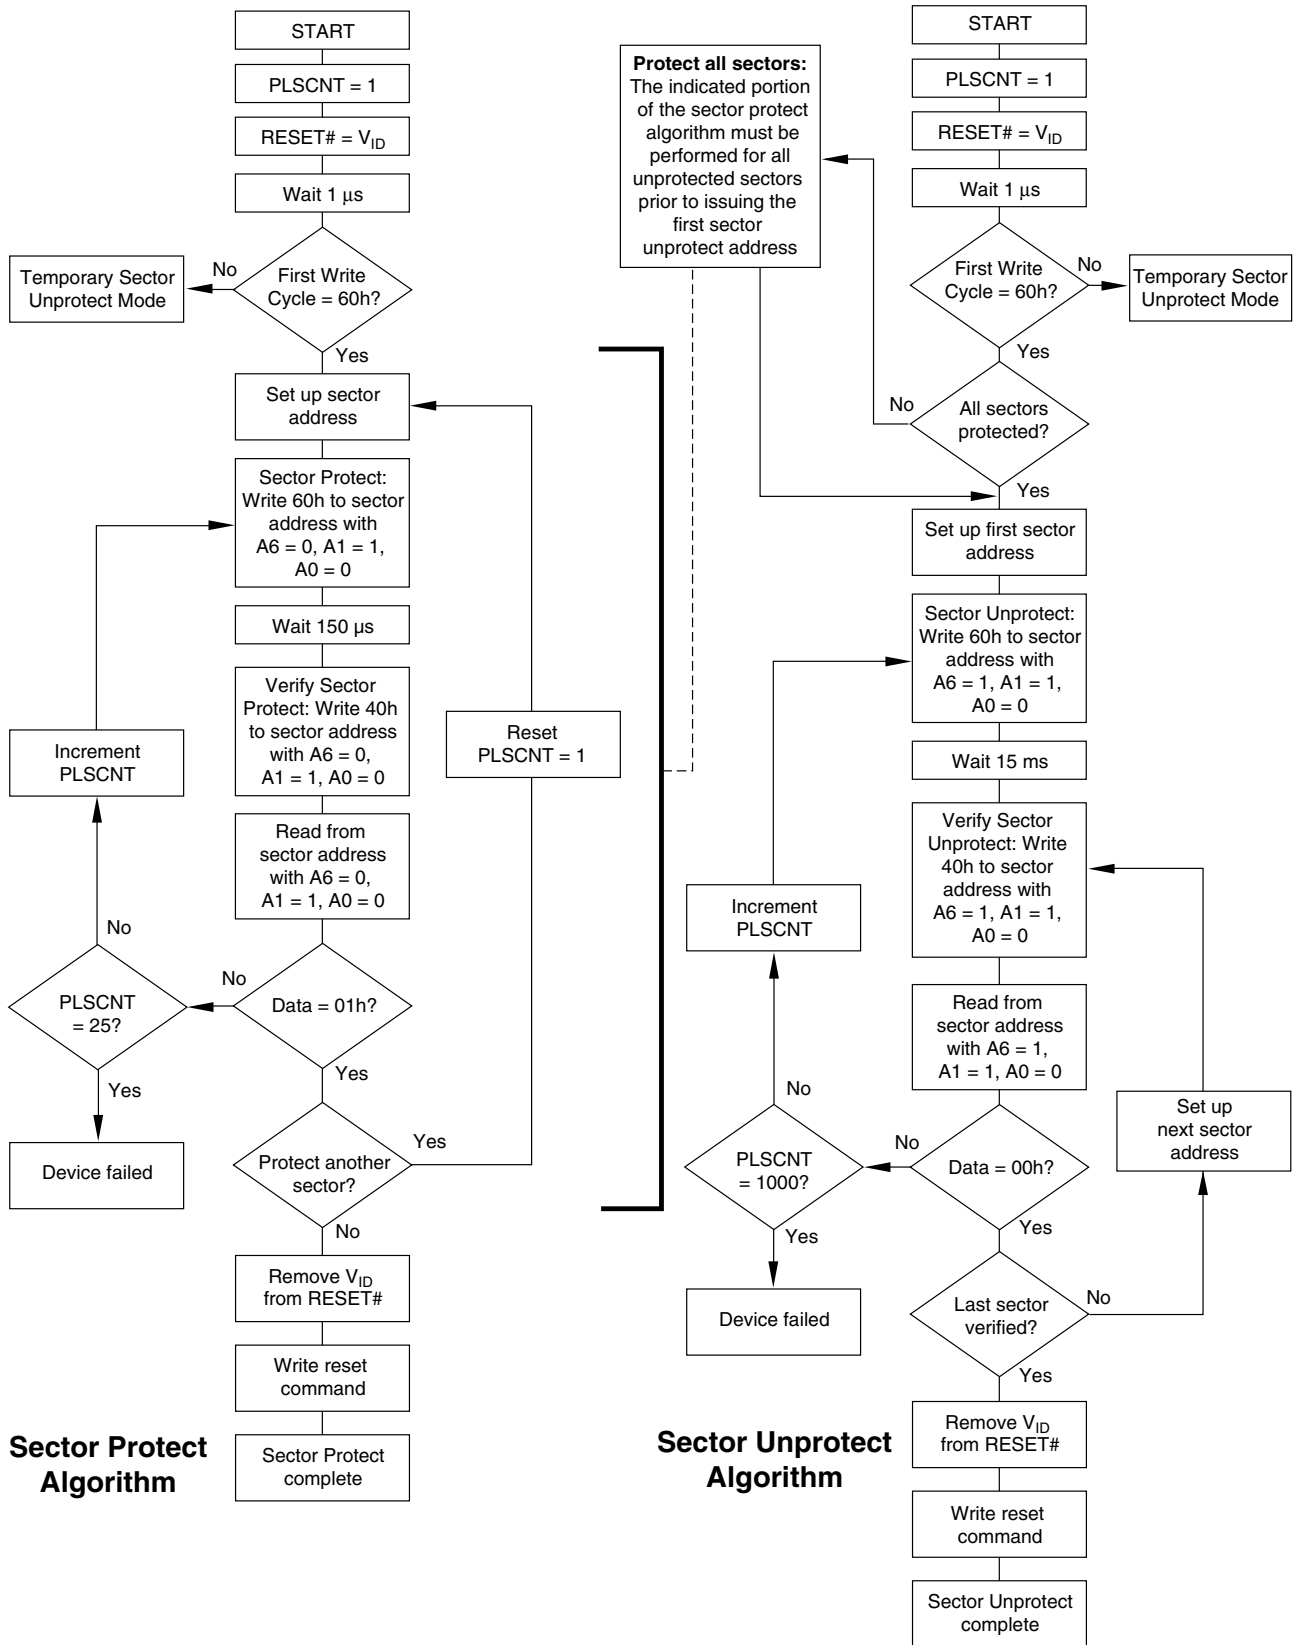 START
PLSCNT = 1
RESET# = VID
Wait 1 μs
First Write
Cycle = 60h?
No
Temporary Sector
Unprotect Mode
Yes
Set up sector
address
Sector Protect:
Write 60h to sector
address with
A6 = 0, A1 = 1,
A0 = 0
Wait 150 µs
Verify Sector
Protect: Write 40h
to sector address
with A6 = 0,
A1 = 1, A0 = 0
Reset
PLSCNT = 1
Increment
PLSCNT
Read from
sector address
with A6 = 0,
A1 = 1, A0 = 0
No
No
PLSCNT
= 25?
Data = 01h?
Yes
Yes
Device failed
Protect another
sector?
Yes
No
Remove VID
from RESET#
Write reset
command
Sector Protect
complete
Sector Protect
Algorithm
Protect all sectors:
The indicated portion
of the sector protect
algorithm must be
performed for all
unprotected sectors
prior to issuing the
first sector
unprotect address
START
PLSCNT = 1
RESET# = VID
Wait 1 μs
First Write
Cycle = 60h?
No
Temporary Sector
Unprotect Mode
Yes
No
All sectors
protected?
Yes
Set up first sector
address
Sector Unprotect:
Write 60h to sector
address with
A6 = 1, A1 = 1,
A0 = 0
Wait 15 ms
Verify Sector
Unprotect: Write
40h to sector
address with
A6 = 1, A1 = 1,
A0 = 0
Increment
PLSCNT
Read from
sector address
with A6 = 1,
A1 = 1, A0 = 0
No
No
PLSCNT
= 1000?
Data = 00h?
Set up
next sector
address
Yes
Yes
Device failed
Last sector
verified?
No
Yes
Remove VID
from RESET#
Write reset
command
Sector Unprotect
complete
Sector Unprotect
Algorithm